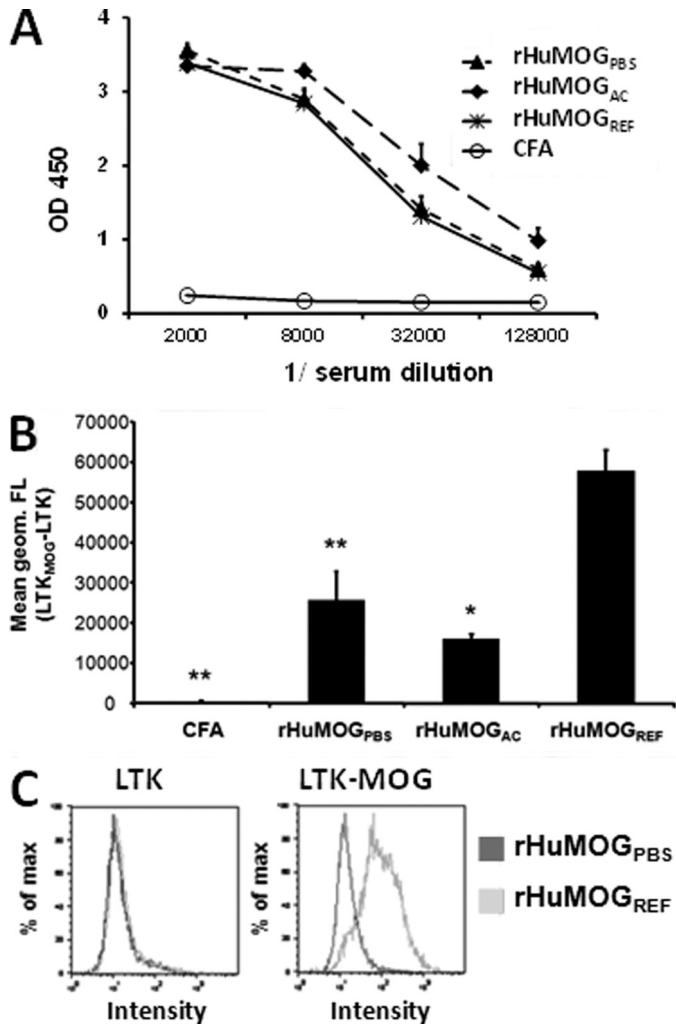 A
4
3
2
1
0
OD 450
2000 8000 32000 128000
1/ serum dilution
rHuMOGPBS
rHuMOGAC
rHuMOGREF
CFA
B
70000
60000
50000
40000
30000
20000
10000
0
Mean geom. FL
(LTKMOG-LTK)
**
**
*
CFA rHuMOGPBS rHuMOGAC rHuMOGREF
C
LTK
% of max
Intensity
LTK-MOG
% of max
Intensity
rHuMOGPBS
rHuMOGREF